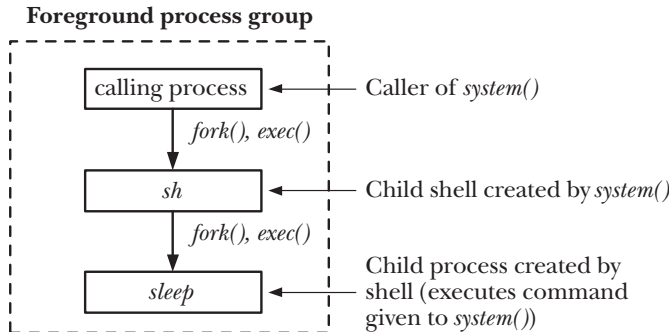 Foreground process group
calling process
Caller of system()
fork(), exec()
sh
Child shell created by system()
fork(), exec()
sleep
Child process created by
shell (executes command
given to system())